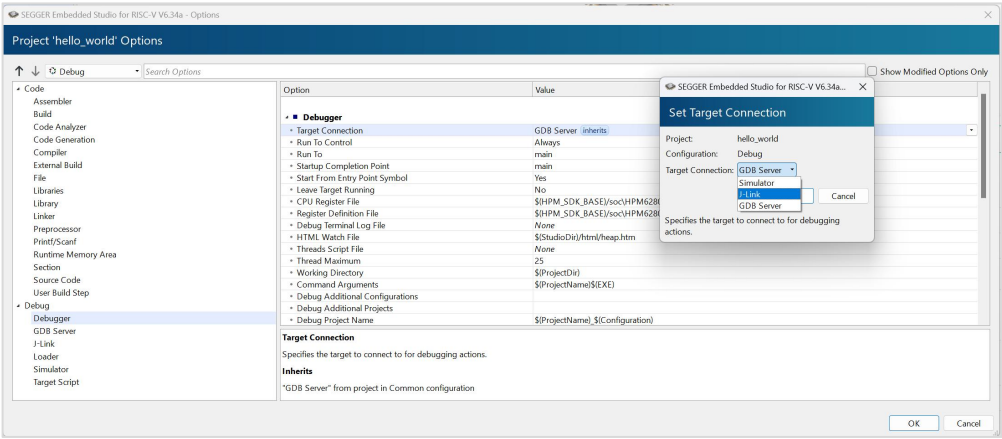 SEGGER Embedded Studio for RISC-V V6.34a - Options
Project 'hello_world' Options
Debug
Search Options
Show Modified Options Only
Code
Assembler
Build
Code Analyzer
Code Generation
Compiler
External Build
File
Libraries
Library
Linker
Preprocessor
Printf/Scanf
Runtime Memory Area
Section
Source Code
User Build Step
Debug
Debugger
GDB Server
J-Link
Loader
Simulator
Target Script
Option Value
Debugger
Target Connection GDB Server inherits
Run To Control Always
Run To main
Startup Completion Point main
Start From Entry Point Symbol Yes
Leave Target Running No
CPU Register File $(HPM_SDK_BASE)/soc\HPM6280
Register Definition File $(HPM_SDK_BASE)/soc\HPM6280
Debug Terminal Log File None
HTML Watch File $(StudioDir)/html/heap.htm
Threads Script File None
Thread Maximum 25
Working Directory $(ProjectDir)
Command Arguments $(ProjectName)$(EXE)
Debug Additional Configurations
Debug Additional Projects
Debug Project Name $(ProjectName)_$(Configuration)
Target Connection
Specifies the target to connect to for debugging actions.
Inherits
"GDB Server" from project in Common configuration
OK Cancel
SEGGER Embedded Studio for RISC-V V6.34a...
Set Target Connection
Project: hello_world
Configuration: Debug
Target Connection: GDB Server
Simulator
J-Link
GDB Server
Cancel
Specifies the target to connect to for debugging
actions.